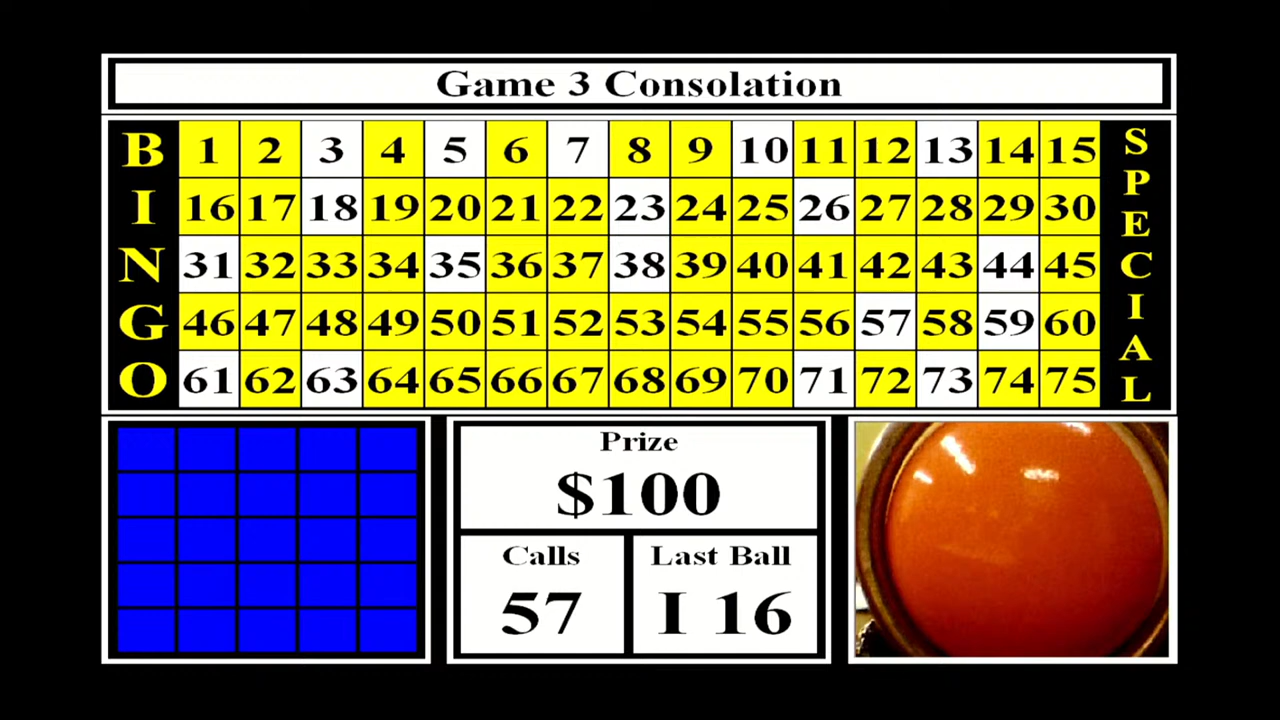 Game 3 Consolation
B 1 2 3 4 5 6 7 8 9 10 11 12 13 14 15
I 16 17 18 19 20 21 22 23 24 25 26 27 28 29 30
N 31 32 33 34 35 36 37 38 39 40 41 42 43 44 45
G 46 47 48 49 50 51 52 53 54 55 56 57 58 59 60
O 61 62 63 64 65 66 67 68 69 70 71 72 73 74 75
SPECIAL
Prize
$100
Calls
57
Last Ball
I 16